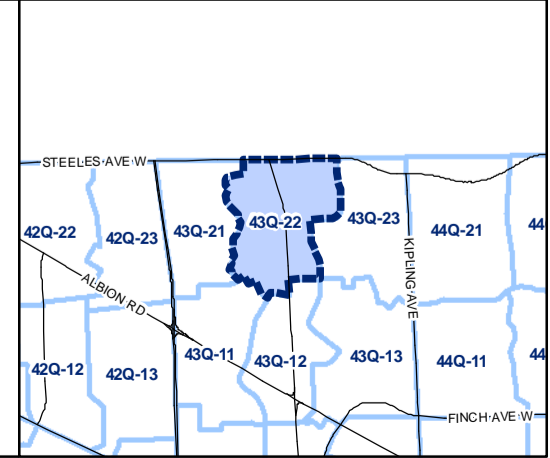 STEELES AVE W
42Q-22
42Q-23
43Q-21
43Q-22
43Q-23
44Q-21
44
ALBION RD
KIPLING AVE
42Q-12
42Q-13
43Q-11
43Q-12
43Q-13
44Q-11
44
FINCH AVE W